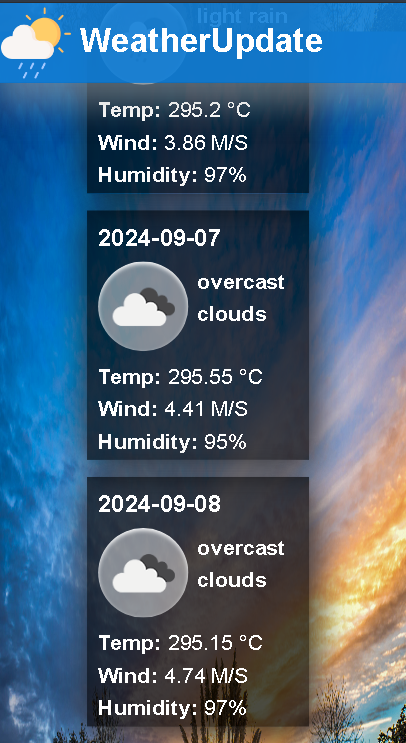 light rain
WeatherUpdate
Temp: 295.2 °C
Wind: 3.86 M/S
Humidity: 97%
2024-09-07
overcast
clouds
Temp: 295.55 °C
Wind: 4.41 M/S
Humidity: 95%
2024-09-08
overcast
clouds
Temp: 295.15 °C
Wind: 4.74 M/S
Humidity: 97%